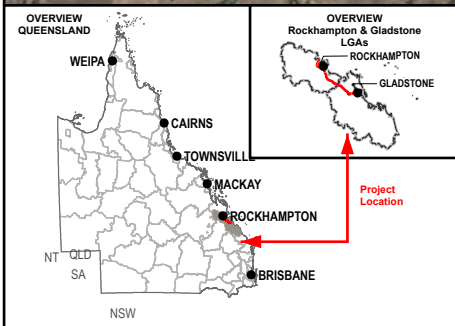 OVERVIEW
QUEENSLAND
WEIPA
CAIRNS
TOWNSVILLE
MACKAY
ROCKHAMPTON
BRISBANE
NT
QLD
SA
NSW
OVERVIEW
Rockhampton & Gladstone
LGAs
ROCKHAMPTON
GLADSTONE
Project
Location